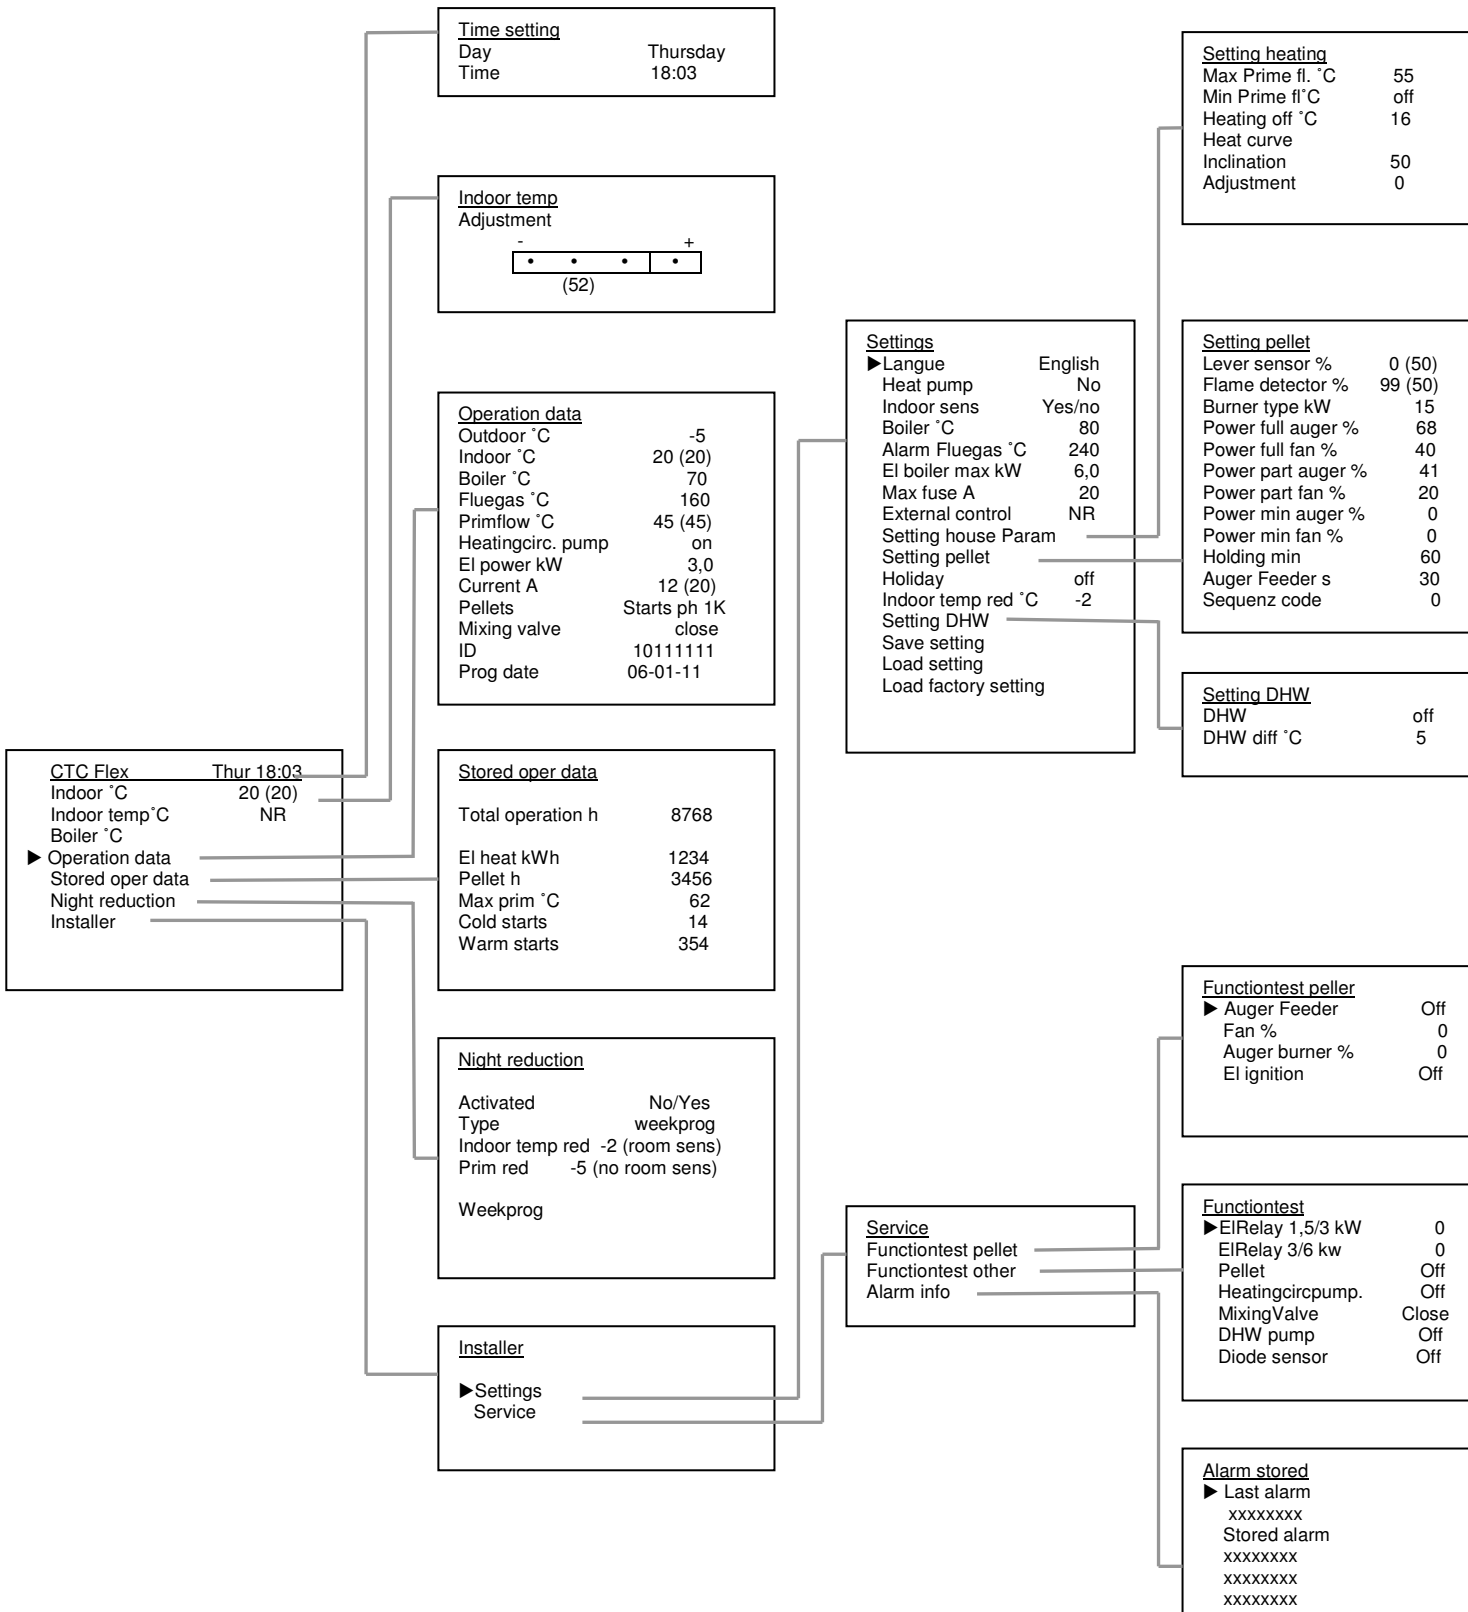 Time setting
Day Thursday
Time 18:03
Indoor temp
Adjustment
- +
• • • •
(52)
Operation data
Outdoor ˚C -5
Indoor ˚C 20 (20)
Boiler ˚C 70
Fluegas ˚C 160
Primflow ˚C 45 (45)
Heatingcirc. pump on
El power kW 3,0
Current A 12 (20)
Pellets Starts ph 1K
Mixing valve close
ID 10111111
Prog date 06-01-11
CTC Flex Thur 18:03
Indoor ˚C 20 (20)
Indoor temp˚C NR
Boiler ˚C
▶ Operation data
Stored oper data
Night reduction
Installer
Stored oper data
Total operation h 8768
El heat kWh 1234
Pellet h 3456
Max prim ˚C 62
Cold starts 14
Warm starts 354
Night reduction
Activated No/Yes
Type weekprog
Indoor temp red -2 (room sens)
Prim red -5 (no room sens)
Weekprog
Installer
▶Settings
Service
Settings
▶Langue English
Heat pump No
Indoor sens Yes/no
Boiler ˚C 80
Alarm Fluegas ˚C 240
El boiler max kW 6,0
Max fuse A 20
External control NR
Setting house Param
Setting pellet
Holiday off
Indoor temp red ˚C -2
Setting DHW
Save setting
Load setting
Load factory setting
Service
Functiontest pellet
Functiontest other
Alarm info
Setting heating
Max Prime fl. ˚C 55
Min Prime fl˚C off
Heating off ˚C 16
Heat curve
Inclination 50
Adjustment 0
Setting pellet
Lever sensor % 0 (50)
Flame detector % 99 (50)
Burner type kW 15
Power full auger % 68
Power full fan % 40
Power part auger % 41
Power part fan % 20
Power min auger % 0
Power min fan % 0
Holding min 60
Auger Feeder s 30
Sequenz code 0
Setting DHW
DHW off
DHW diff ˚C 5
Functiontest peller
▶ Auger Feeder Off
Fan % 0
Auger burner % 0
El ignition Off
Functiontest
▶ElRelay 1,5/3 kW 0
ElRelay 3/6 kw 0
Pellet Off
Heatingcircpump. Off
MixingValve Close
DHW pump Off
Diode sensor Off
Alarm stored
▶ Last alarm
xxxxxxxx
Stored alarm
xxxxxxxx
xxxxxxxx
xxxxxxxx